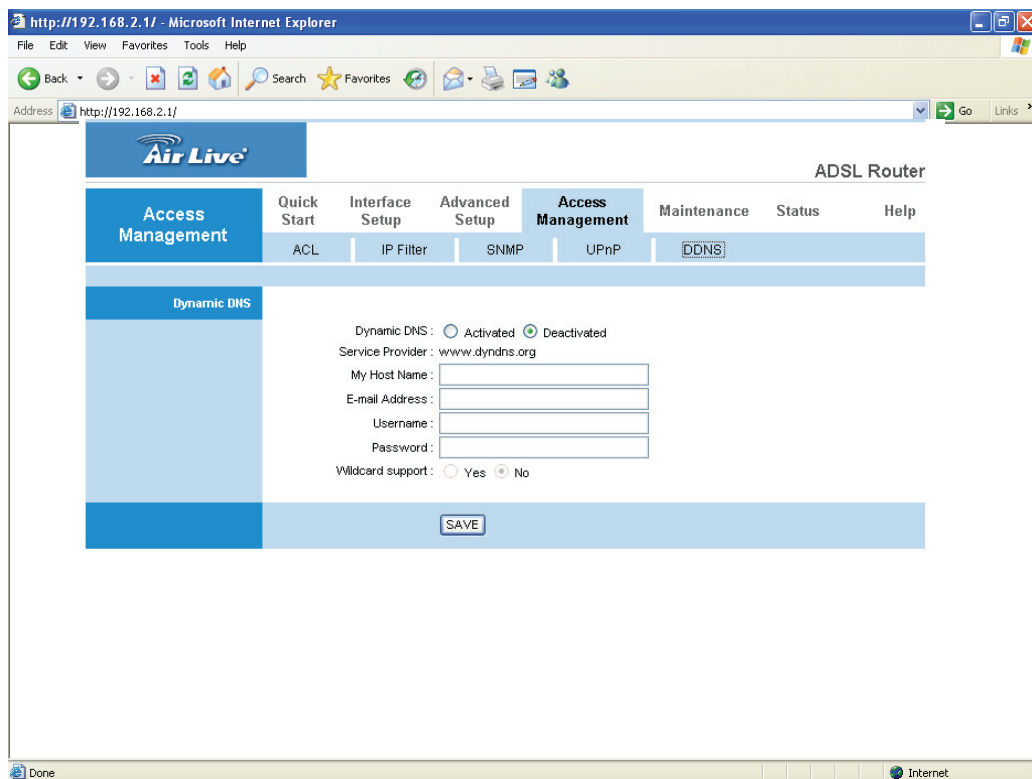 http://192.168.2.1/ - Microsoft Internet Explorer
File Edit View Favorites Tools Help
Back Search Favorites
Address http://192.168.2.1/ Go Links
Air Live
ADSL Router
Access Management
Quick Start
Interface Setup
Advanced Setup
Access Management
Maintenance
Status
Help
ACL IP Filter SNMP UPnP DDNS
Dynamic DNS
Dynamic DNS : Activated Deactivated
Service Provider : www.dyndns.org
My Host Name :
E-mail Address :
Username :
Password :
Wildcard support : Yes No
SAVE
Done Internet